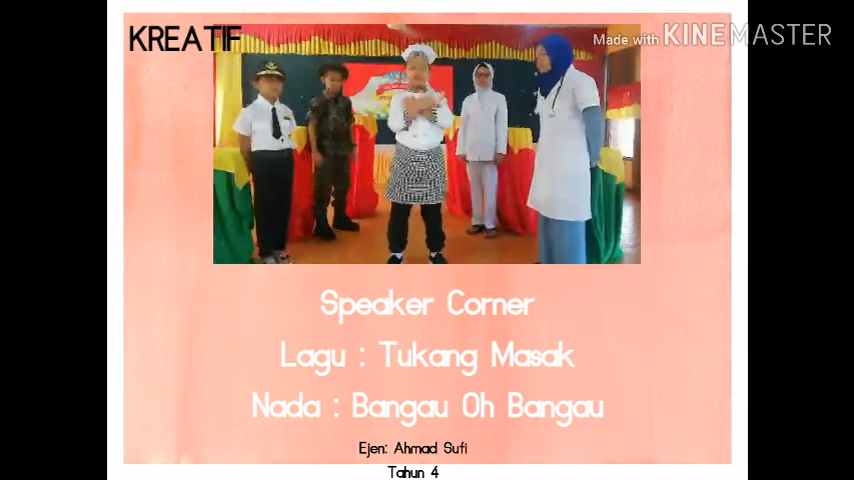 KREATIF
Made with KINEMASTER
Speaker Corner
Lagu : Tukang Masak
Nada : Bangau Oh Bangau
Ejen: Ahmad Sufi
Tahun 4